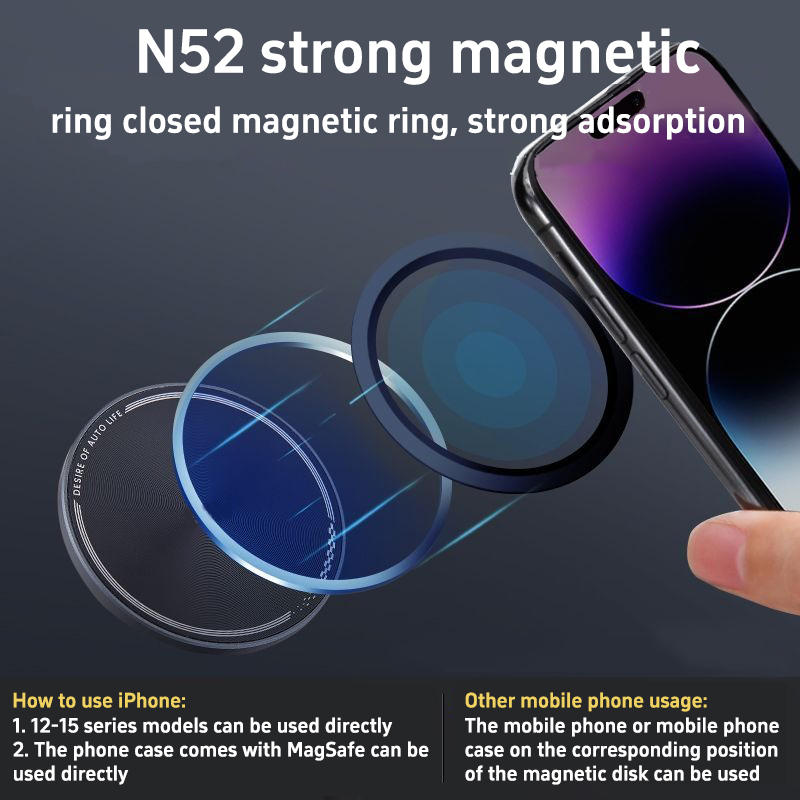 N52 strong magnetic
ring closed magnetic ring, strong adsorption
DESIRE OF AUTO LIFE
How to use iPhone:
1. 12-15 series models can be used directly
2. The phone case comes with MagSafe can be
used directly
Other mobile phone usage:
The mobile phone or mobile phone
case on the corresponding position
of the magnetic disk can be used